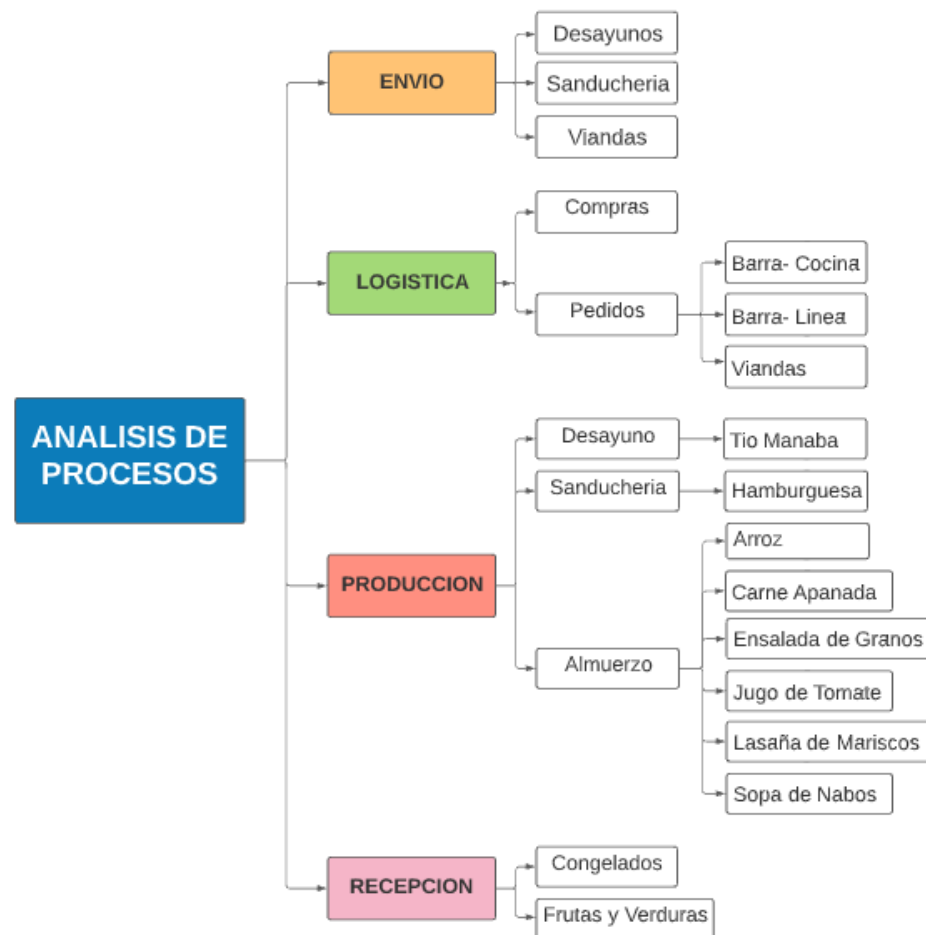 ANALISIS DE
PROCESOS
ENVIO
Desayunos
Sanducheria
Viandas
LOGISTICA
Compras
Pedidos
Barra- Cocina
Barra- Linea
Viandas
PRODUCCION
Desayuno
Tio Manaba
Sanducheria
Hamburguesa
Almuerzo
Arroz
Carne Apanada
Ensalada de Granos
Jugo de Tomate
Lasaña de Mariscos
Sopa de Nabos
RECEPCION
Congelados
Frutas y Verduras